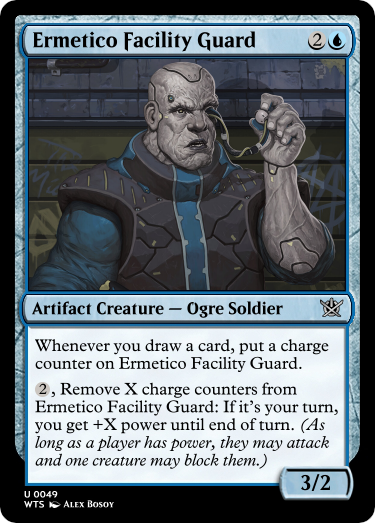 Ermetico Facility Guard 2
Artifact Creature — Ogre Soldier
Whenever you draw a card, put a charge
counter on Ermetico Facility Guard.
2, Remove X charge counters from
Ermetico Facility Guard: If it's your turn,
you get +X power until end of turn. (As
long as a player has power, they may attack
and one creature may block them.)
3/2
U 0049
WTS Alex Bosoy